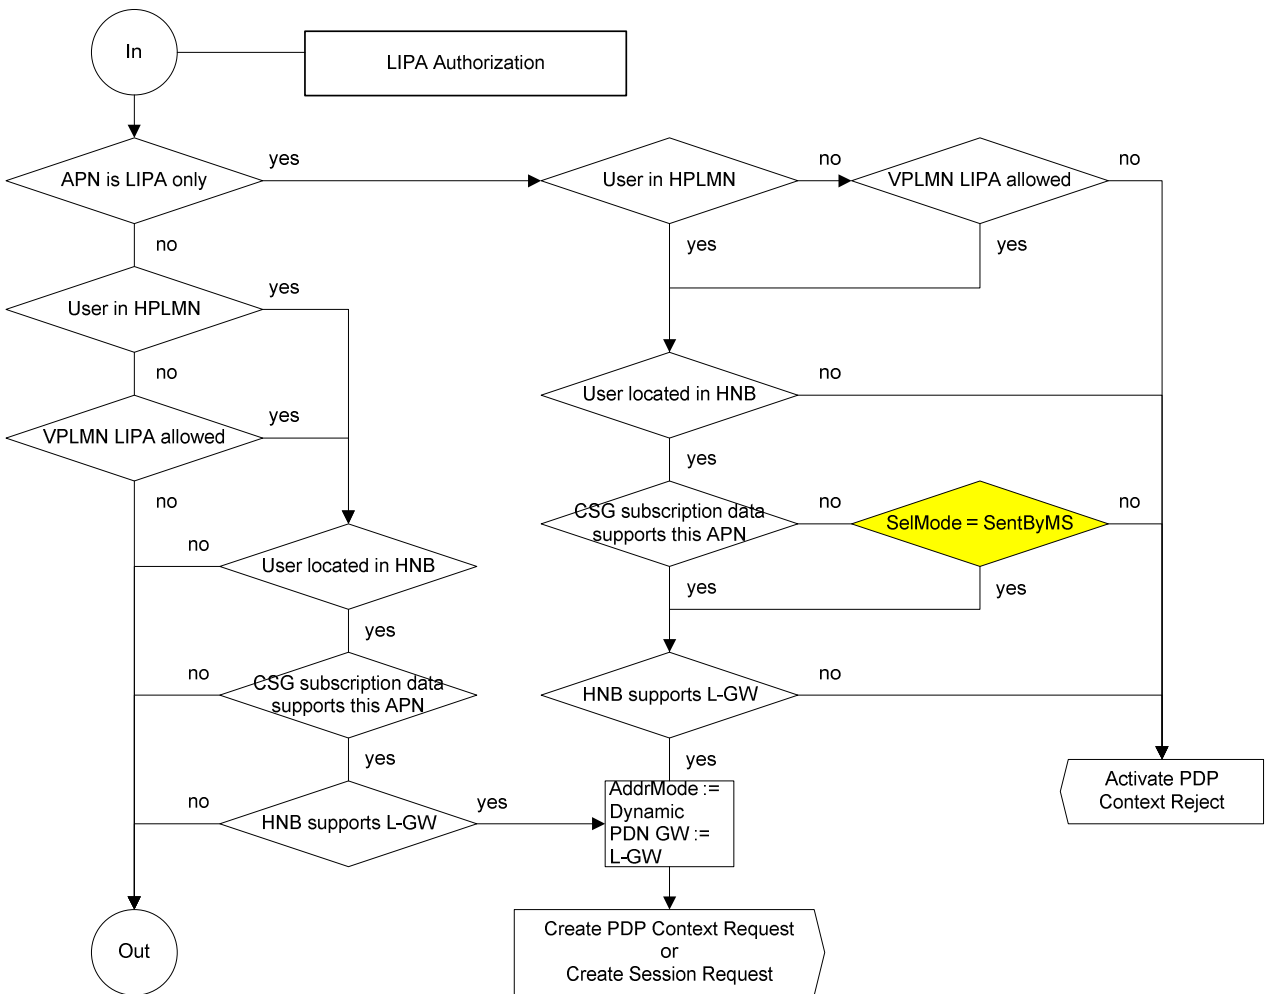 In
LIPA Authorization
yes
no
no
APN is LIPA only
User in HPLMN
VPLMN LIPA allowed
no
yes
yes
yes
User in HPLMN
no
no
User located in HNB
yes
VPLMN LIPA allowed
yes
no
no
no
CSG subscription data
supports this APN
SelMode = SentByMS
no
User located in HNB
yes
yes
yes
no
no
CSG subscription data
supports this APN
HNB supports L-GW
yes
yes
Activate PDP
Context Reject
no
yes
AddrMode :=
Dynamic
PDN GW :=
L-GW
HNB supports L-GW
Out
Create PDP Context Request
or
Create Session Request